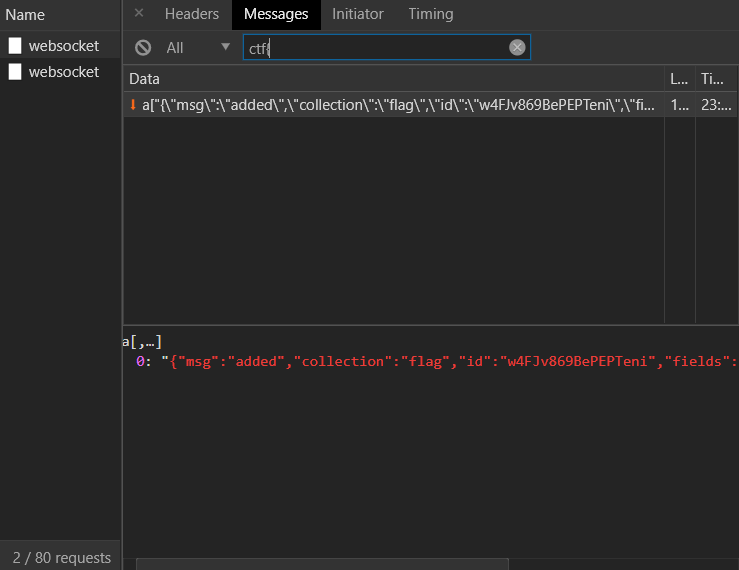 Name
websocket
websocket
2 / 80 requests
× Headers Messages Initiator Timing
All ▼ ctf{
Data L... Ti...
a["{\"msg\":\"added\",\"collection\":\"flag\",\"id\":\"w4FJv869BePEPTeni\",\"fi... 1... 23:...
a[,…]
0: "{"msg":"added","collection":"flag","id":"w4FJv869BePEPTeni","fields":